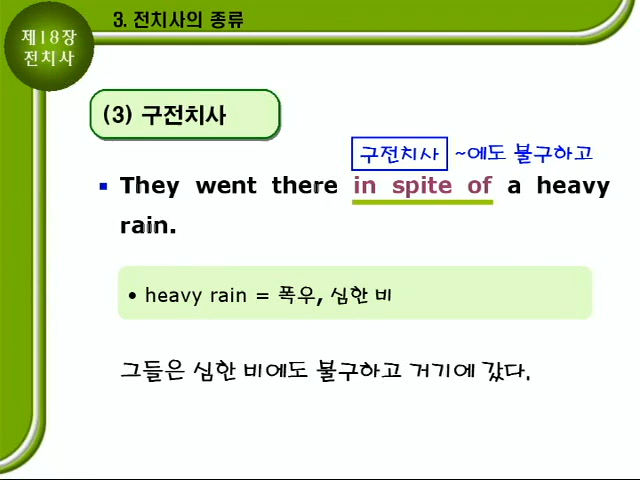 제18장
전치사
3. 전치사의 종류
(3) 구전치사
구전치사 ~에도 불구하고
▪ They went there in spite of a heavy
rain.
• heavy rain = 폭우, 심한 비
그들은 심한 비에도 불구하고 거기에 갔다.